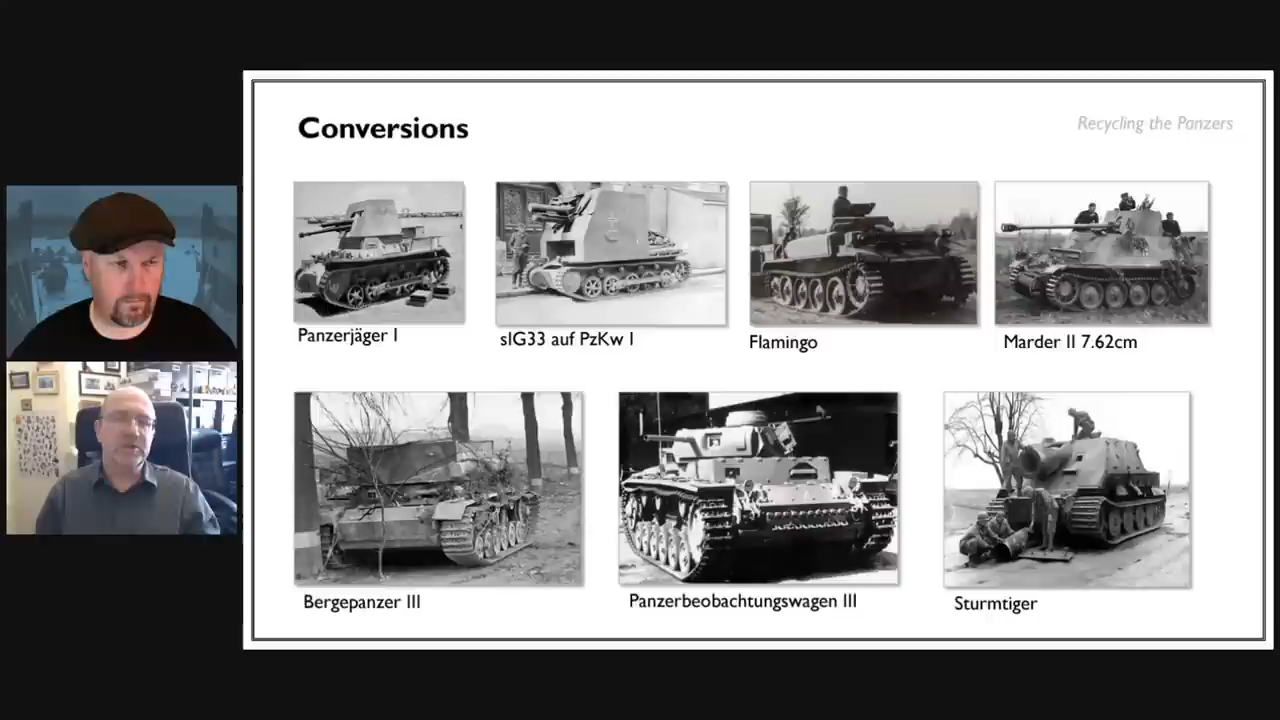 Conversions
Recycling the Panzers
Panzerjäger I
sIG33 auf PzKw I
Flamingo
Marder II 7.62cm
Bergepanzer III
Panzerbeobachtungswagen III
Sturmtiger